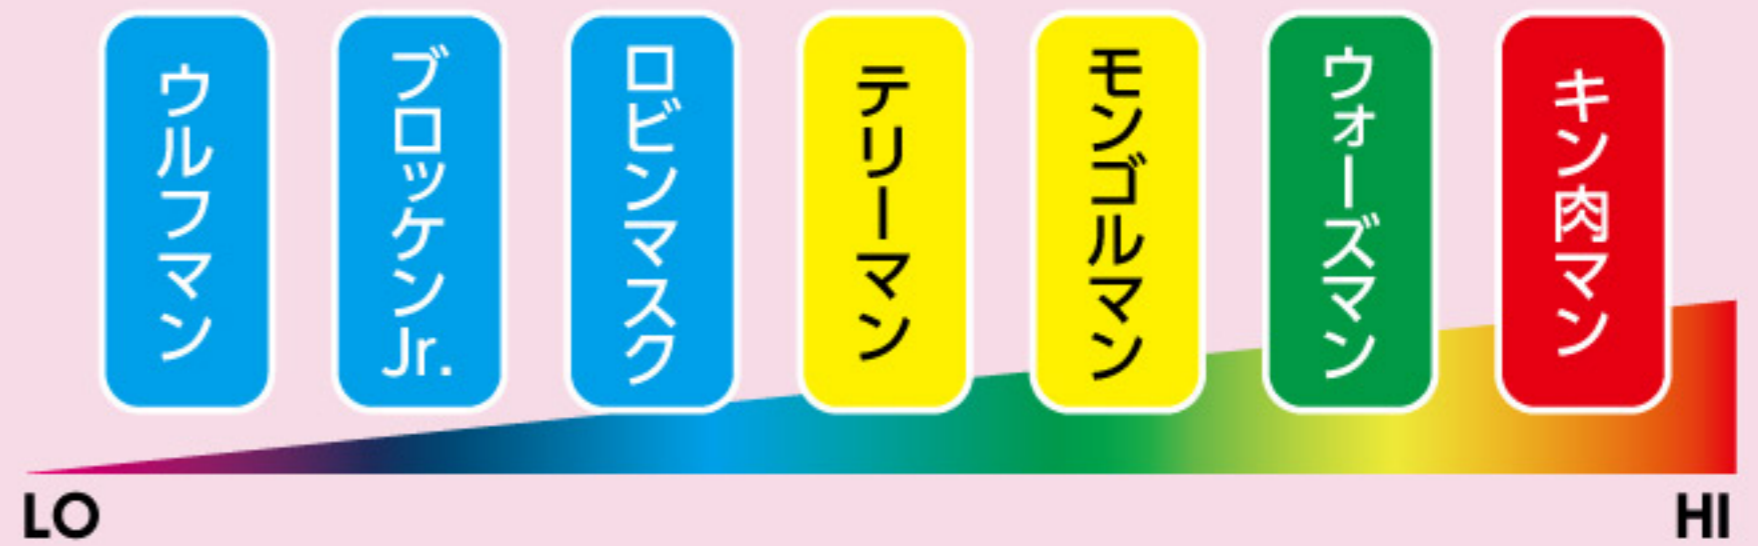 ウルフマン
ブロッケンJr.
ロビンマスク
テリーマン
モンゴルマン
ウォーズマン
キン肉マン
LO
HI